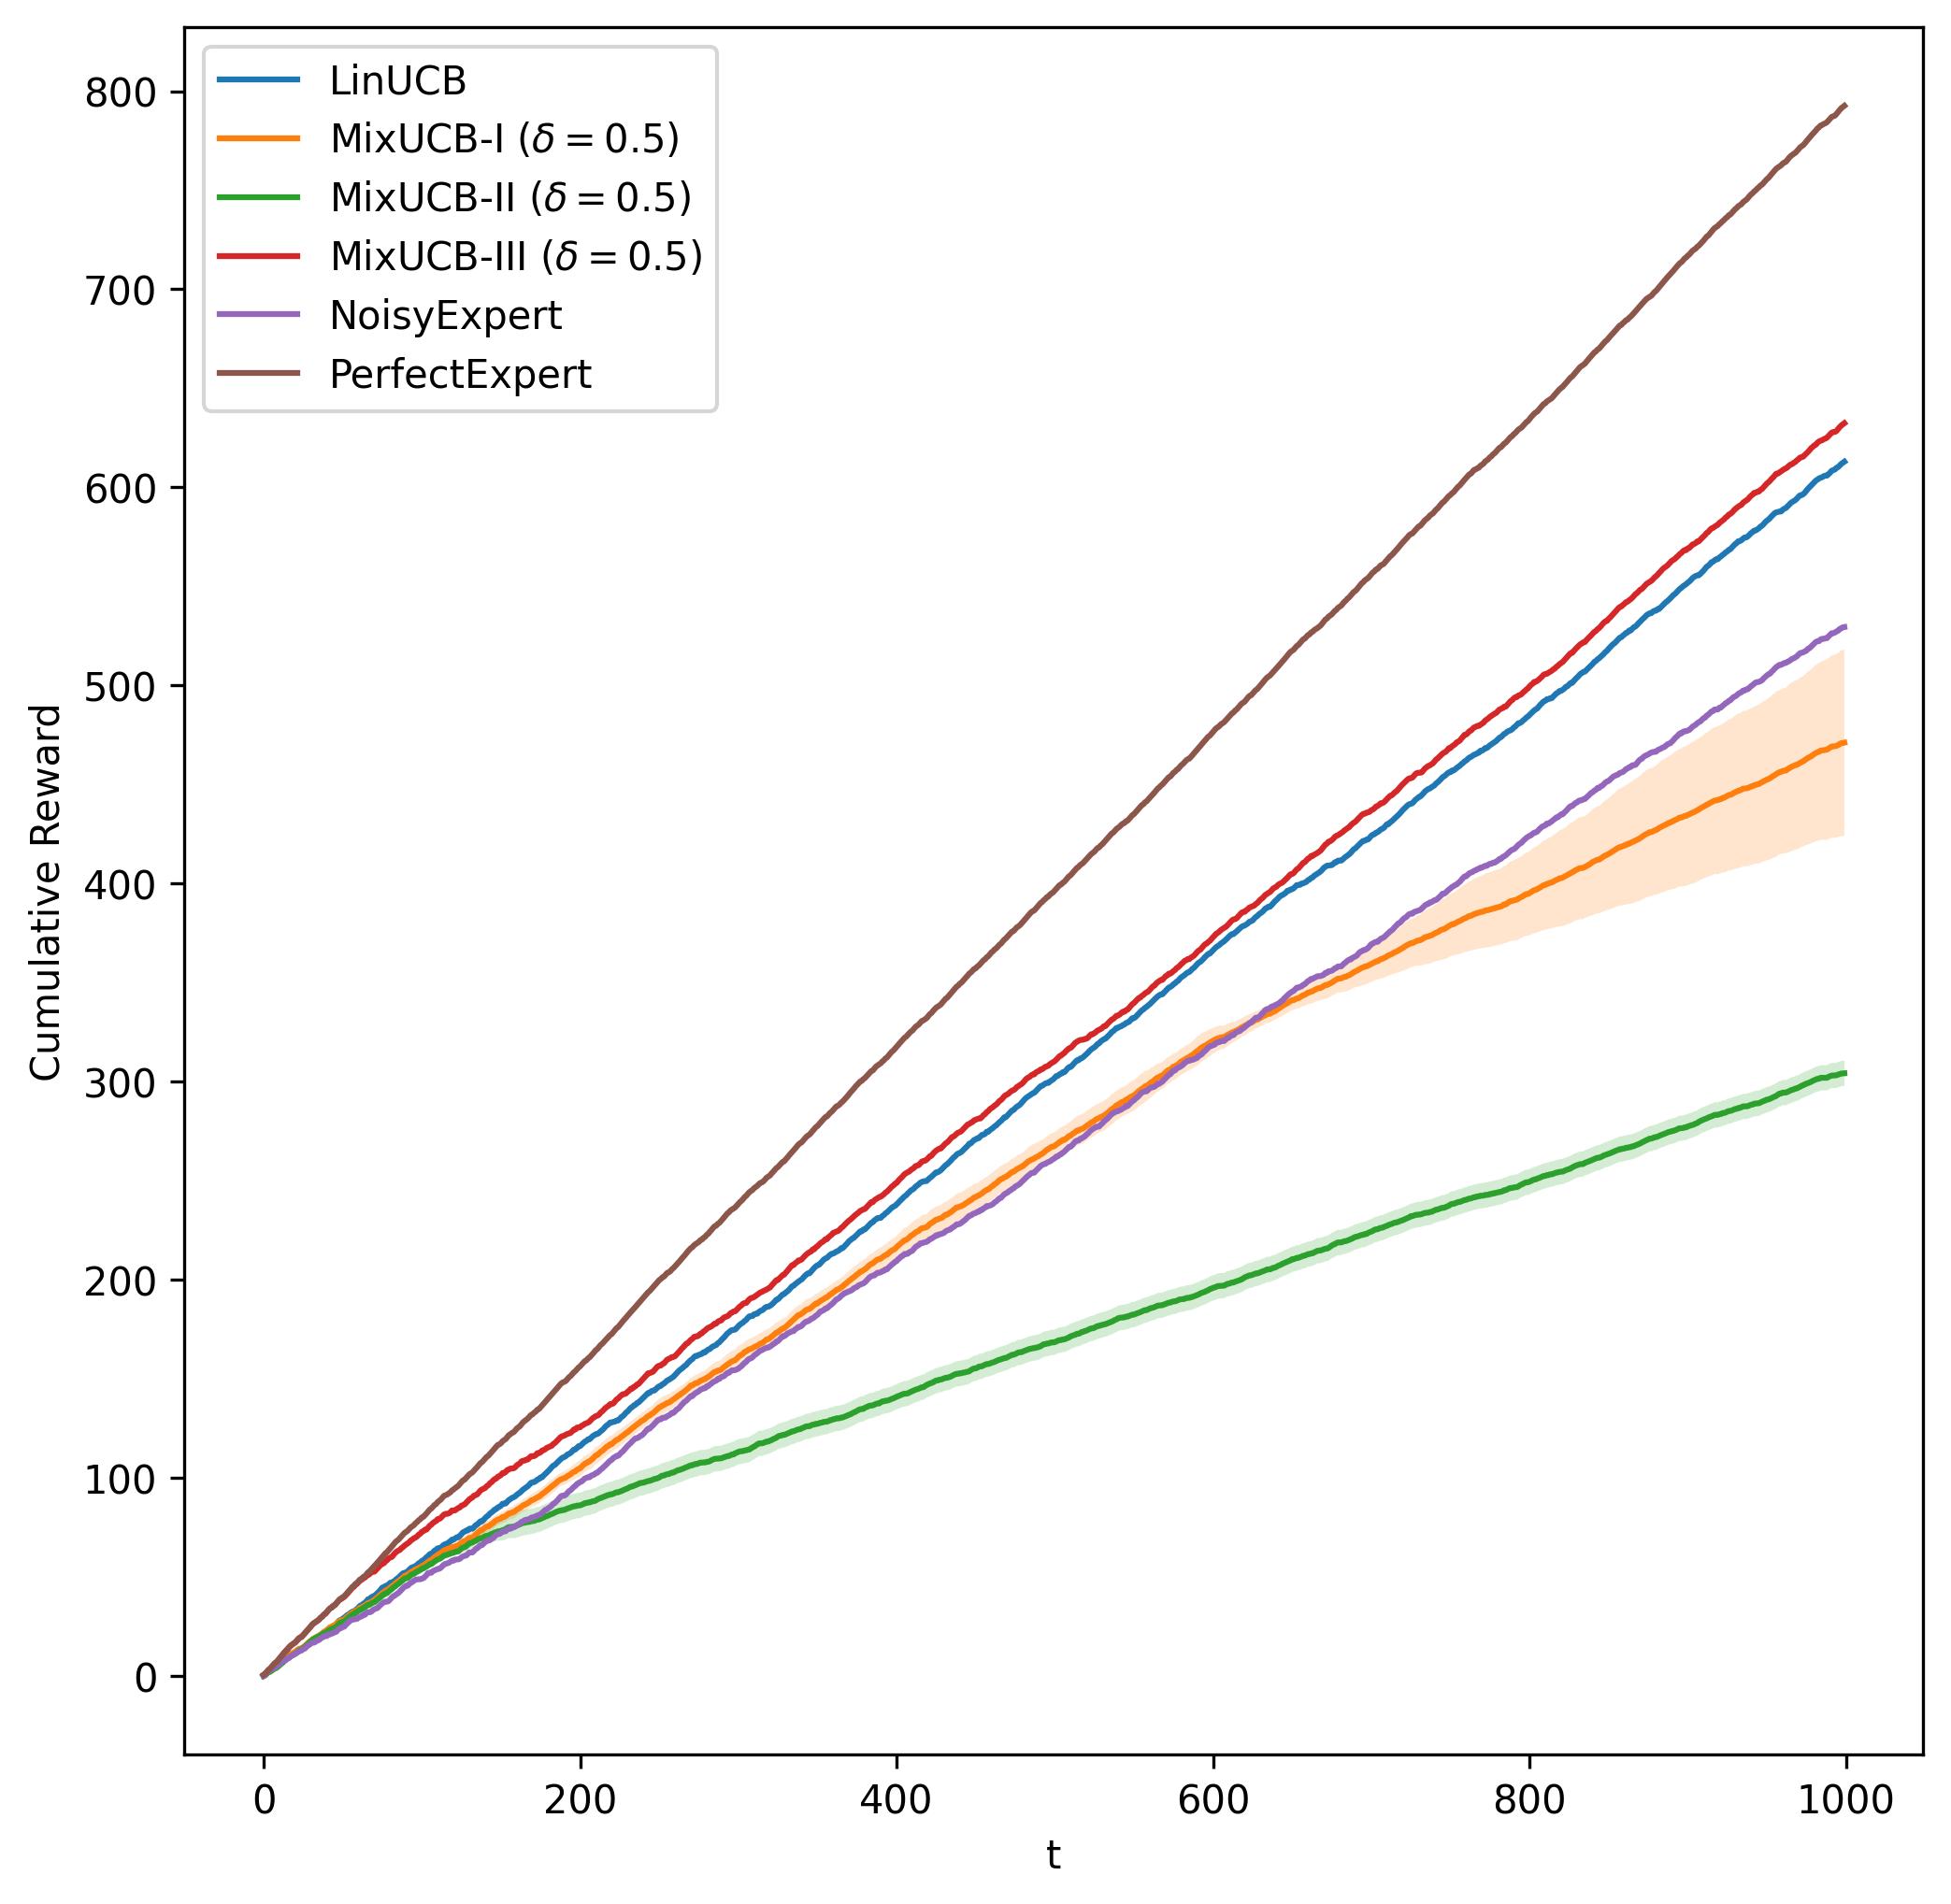 LinUCB
MixUCB-I (δ = 0.5)
MixUCB-II (δ = 0.5)
MixUCB-III (δ = 0.5)
NoisyExpert
PerfectExpert
800
700
600
500
400
300
200
100
0
Cumulative Reward
0 200 400 600 800 1000
t